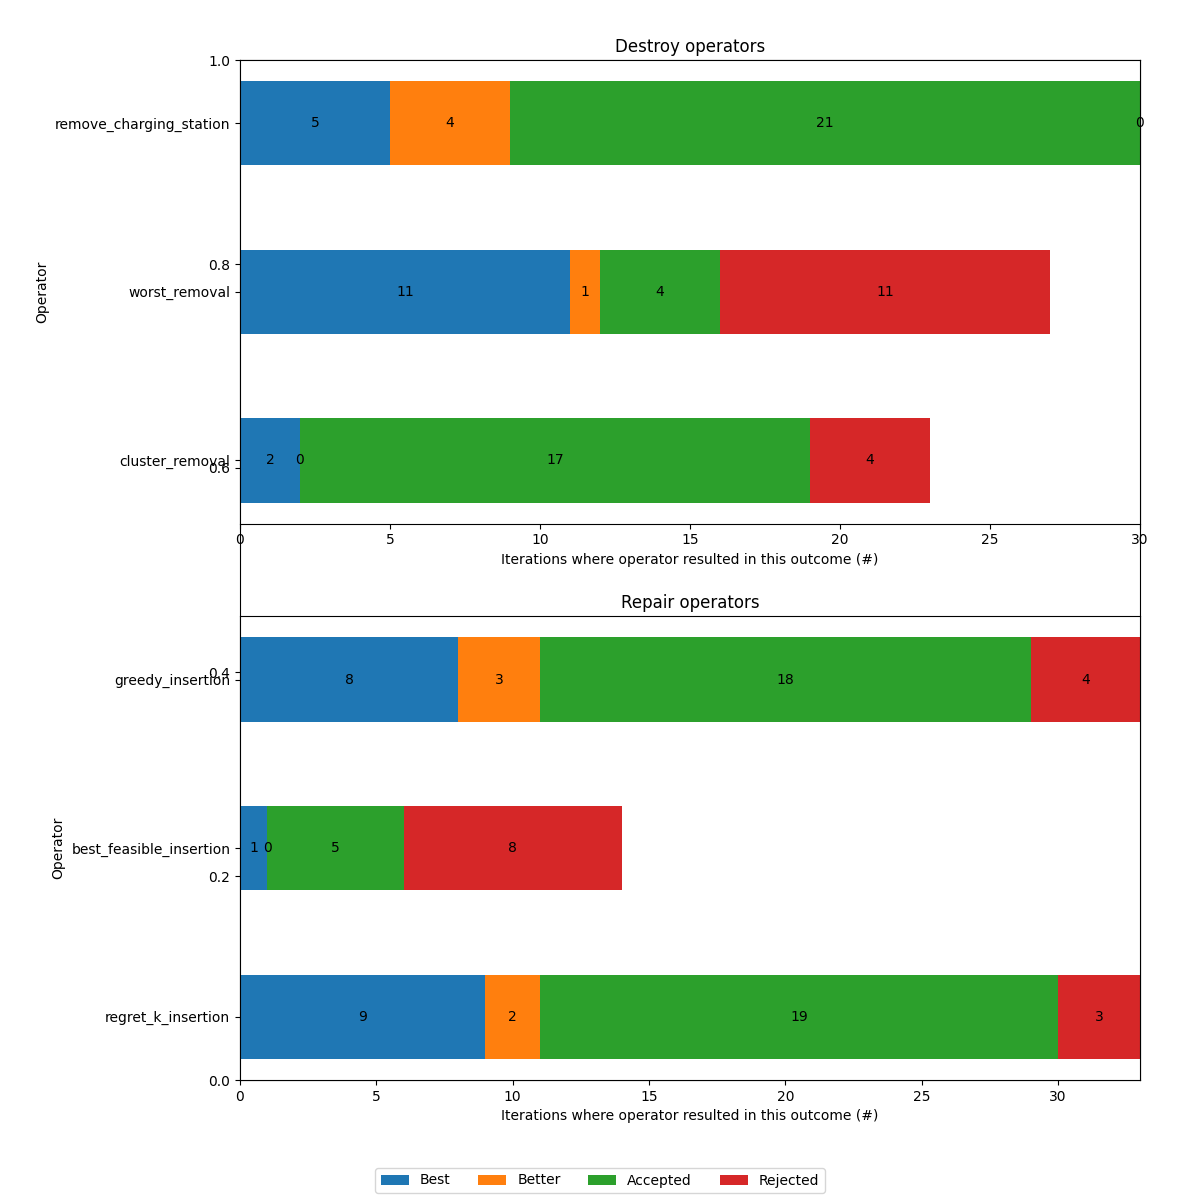 Destroy operators
1.0
remove_charging_station 5 4 21 0
0.8
worst_removal 11 1 4 11
Operator
cluster_removal 2 0 17 4
0.6
0 5 10 15 20 25 30
Iterations where operator resulted in this outcome (#)
Repair operators
0.4
greedy_insertion 8 3 18 4
best_feasible_insertion 1 0 5 8
Operator
0.2
regret_k_insertion 9 2 19 3
0.0
0 5 10 15 20 25 30
Iterations where operator resulted in this outcome (#)
Best Better Accepted Rejected